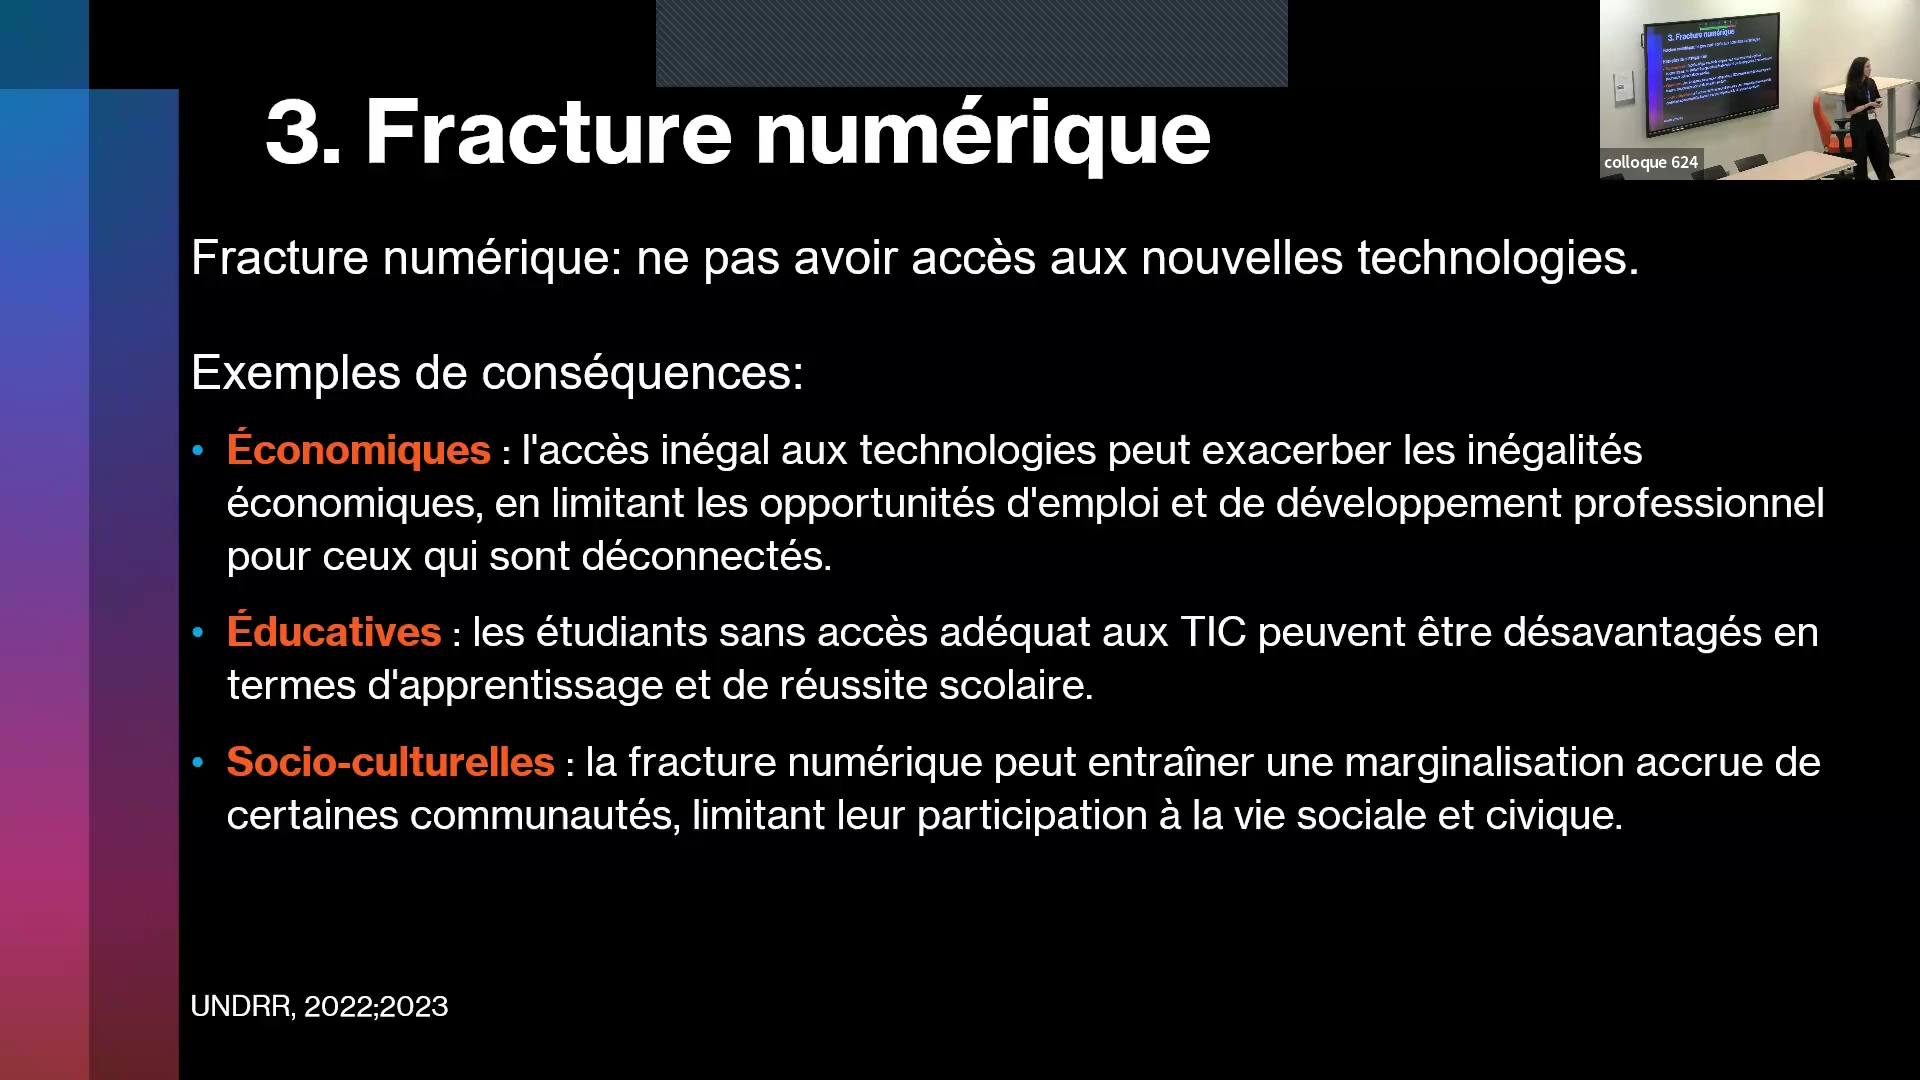 3. Fracture numérique
colloque 624
Fracture numérique: ne pas avoir accès aux nouvelles technologies.
Exemples de conséquences:
• Économiques : l'accès inégal aux technologies peut exacerber les inégalités
économiques, en limitant les opportunités d'emploi et de développement professionnel
pour ceux qui sont déconnectés.
• Éducatives : les étudiants sans accès adéquat aux TIC peuvent être désavantagés en
termes d'apprentissage et de réussite scolaire.
• Socio-culturelles : la fracture numérique peut entraîner une marginalisation accrue de
certaines communautés, limitant leur participation à la vie sociale et civique.
UNDRR, 2022;2023